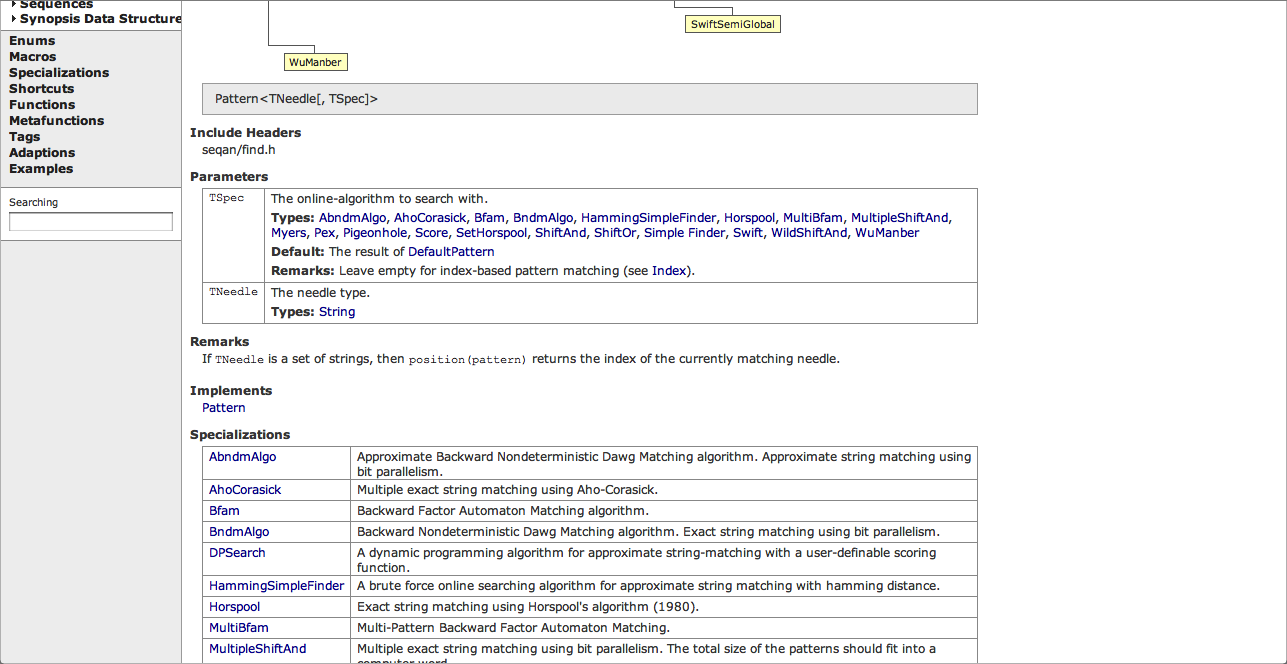 Sequences
Synopsis Data Structure
Enums
Macros
Specializations
Shortcuts
Functions
Metafunctions
Tags
Adaptions
Examples
Searching
SwiftSemiGlobal
WuManber
Pattern<TNeedle[, TSpec]>
Include Headers
seqan/find.h
Parameters
TSpec
The online-algorithm to search with.
Types: AbndmAlgo, AhoCorasick, Bfam, BndmAlgo, HammingSimpleFinder, Horspool, MultiBfam, MultipleShiftAnd,
Myers, Pex, Pigeonhole, Score, SetHorspool, ShiftAnd, ShiftOr, Simple Finder, Swift, WildShiftAnd, WuManber
Default: The result of DefaultPattern
Remarks: Leave empty for index-based pattern matching (see Index).
TNeedle
The needle type.
Types: String
Remarks
If TNeedle is a set of strings, then position(pattern) returns the index of the currently matching needle.
Implements
Pattern
Specializations
AbndmAlgo
Approximate Backward Nondeterministic Dawg Matching algorithm. Approximate string matching using
bit parallelism.
AhoCorasick
Multiple exact string matching using Aho-Corasick.
Bfam
Backward Factor Automaton Matching algorithm.
BndmAlgo
Backward Nondeterministic Dawg Matching algorithm. Exact string matching using bit parallelism.
DPSearch
A dynamic programming algorithm for approximate string-matching with a user-definable scoring
function.
HammingSimpleFinder
A brute force online searching algorithm for approximate string matching with hamming distance.
Horspool
Exact string matching using Horspool's algorithm (1980).
MultiBfam
Multi-Pattern Backward Factor Automaton Matching.
MultipleShiftAnd
Multiple exact string matching using bit parallelism. The total size of the patterns should fit into a
computer word.